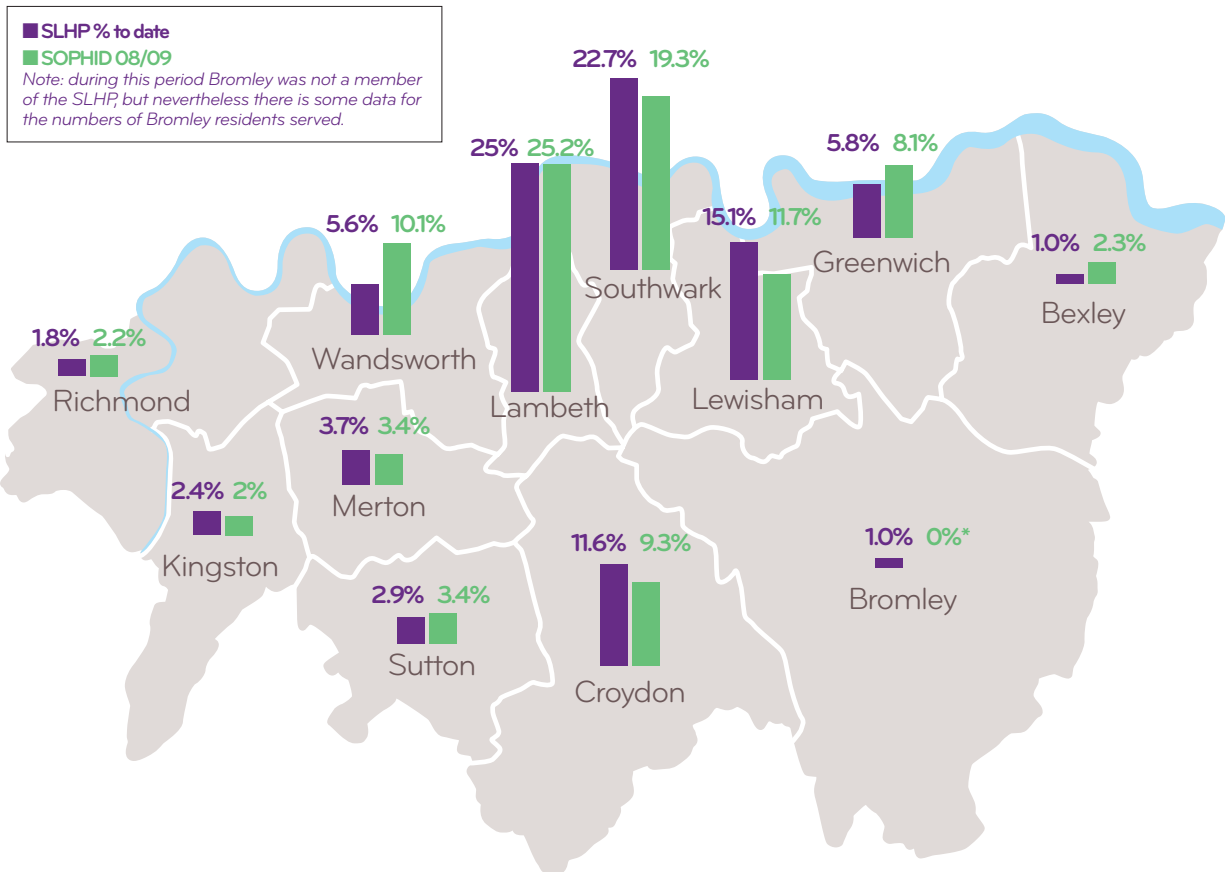 SLHP % to date
SOPHID 08/09
Note: during this period Bromley was not a member
of the SLHP, but nevertheless there is some data for
the numbers of Bromley residents served.
22.7% 19.3%
Southwark
25% 25.2%
Lambeth
5.8% 8.1%
Greenwich
15.1% 11.7%
Lewisham
5.6% 10.1%
Wandsworth
1.0% 2.3%
Bexley
1.8% 2.2%
Richmond
3.7% 3.4%
Merton
2.4% 2%
Kingston
11.6% 9.3%
Croydon
1.0% 0%*
Bromley
2.9% 3.4%
Sutton